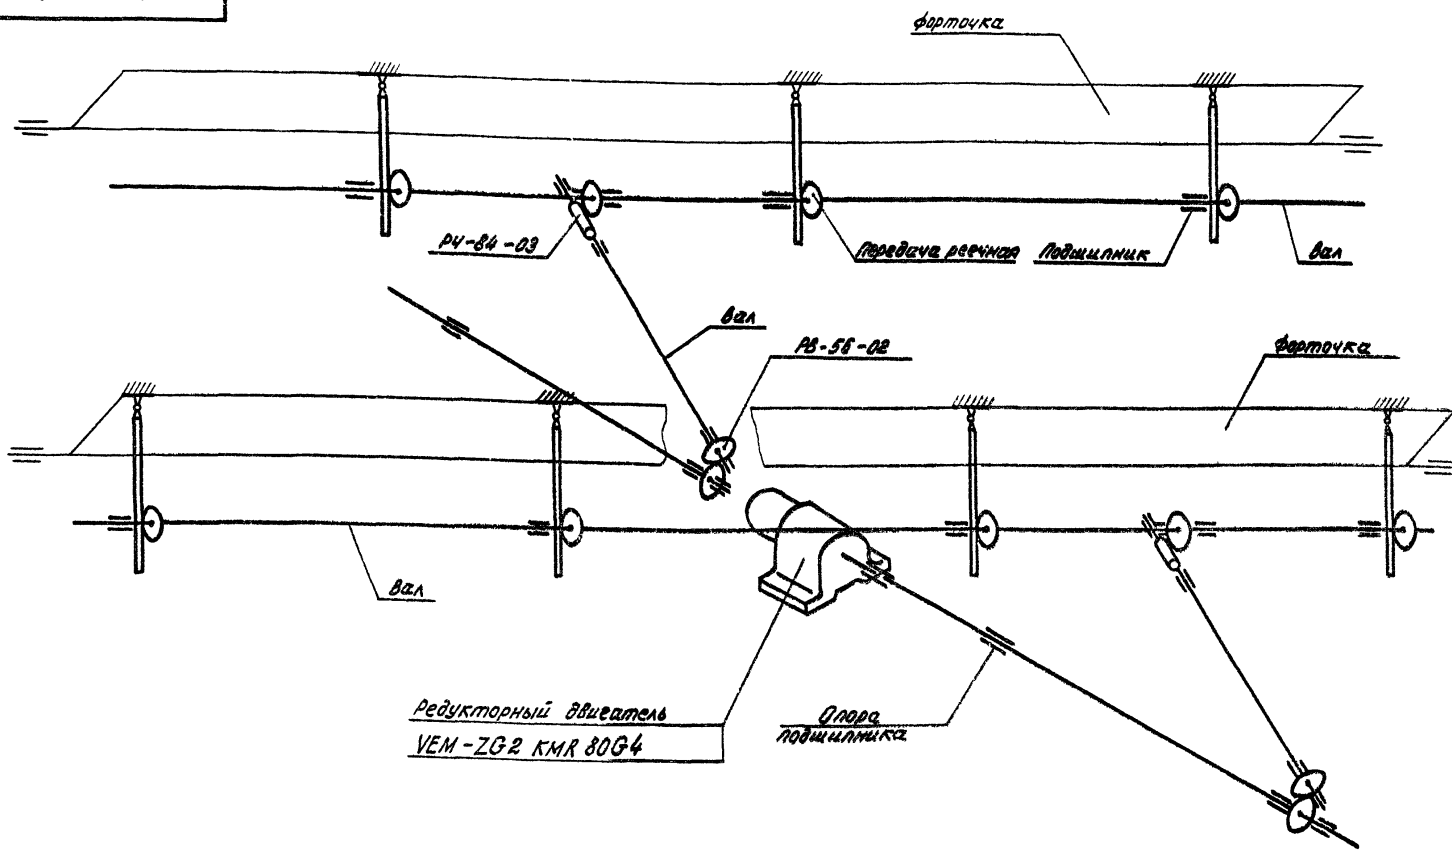 форточка
РЧ-84-03
Передача реечная
Подшипник
Вал
Вал
РВ-56-02
форточка
Вал
Редукторный двигатель
VEM-ZG2 KMR 80G4
Опора
подшипника